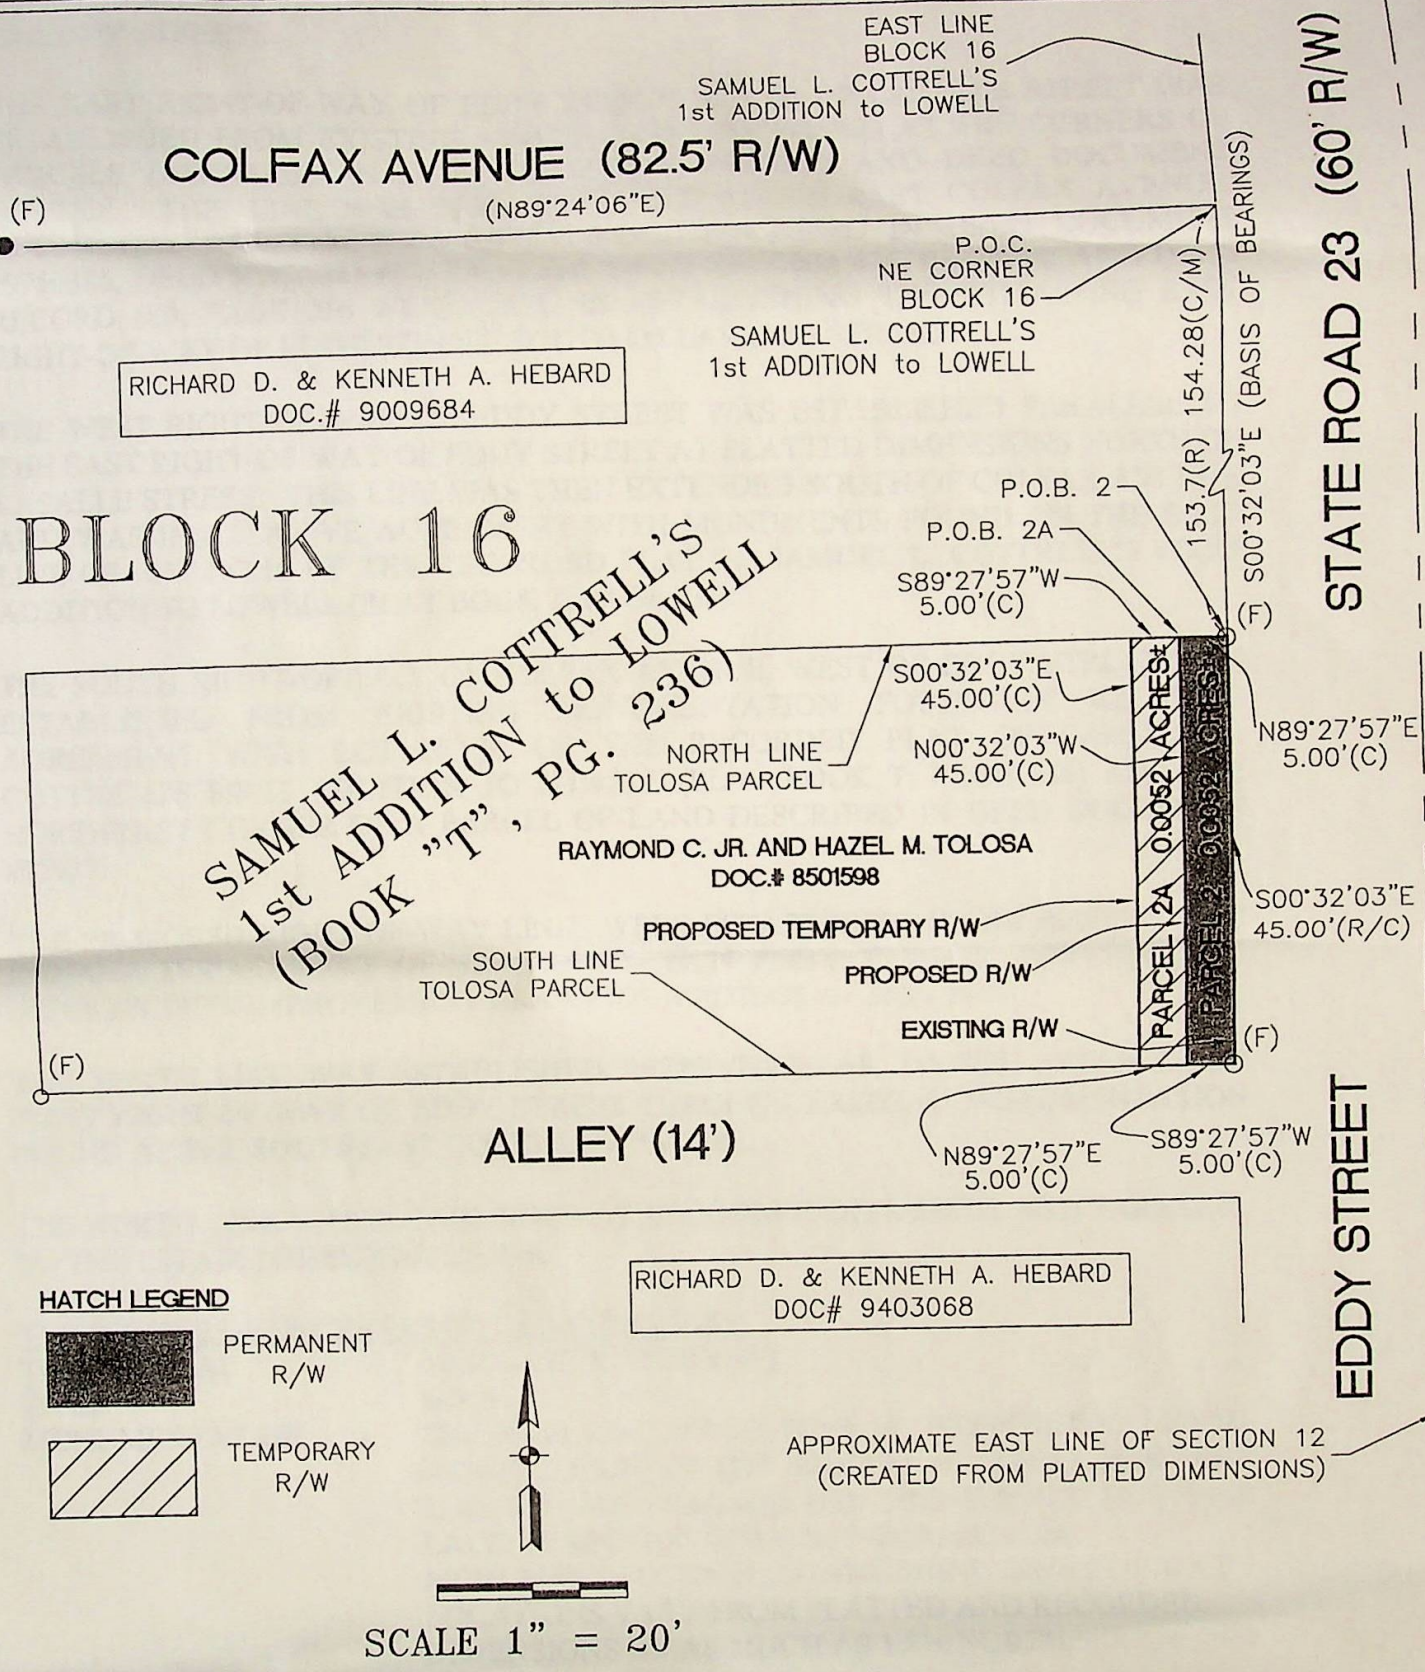 EAST LINE
BLOCK 16
SAMUEL L. COTTRELL'S
1st ADDITION to LOWELL
STATE ROAD 23 (60' R/W)
COLFAX AVENUE (82.5' R/W)
(N89°24'06"E)
(F)
P.O.C.
NE CORNER
BLOCK 16
SAMUEL L. COTTRELL'S
1st ADDITION to LOWELL
153.7(R) 154.28(C/M)
S00°32'03"E (BASIS OF BEARINGS)
RICHARD D. & KENNETH A. HEBARD
DOC.# 9009684
BLOCK 16
P.O.B. 2
P.O.B. 2A
S89°27'57"W
5.00'(C)
(F)
SAMUEL L. COTTRELL'S
1st ADDITION to LOWELL
(BOOK "T", PG. 236)
S00°32'03"E
45.00'(C)
N00°32'03"W
45.00'(C)
N89°27'57"E
5.00'(C)
NORTH LINE
TOLOSA PARCEL
RAYMOND C. JR. AND HAZEL M. TOLOSA
DOC.# 8501598
PARCEL 2A 0.0052 ACRES±
PARCEL 2 0.0052 ACRES±
S00°32'03"E
45.00'(R/C)
PROPOSED TEMPORARY R/W
PROPOSED R/W
EXISTING R/W
SOUTH LINE
TOLOSA PARCEL
(F)
(F)
ALLEY (14')
N89°27'57"E
5.00'(C)
S89°27'57"W
5.00'(C)
EDDY STREET
RICHARD D. & KENNETH A. HEBARD
DOC# 9403068
HATCH LEGEND
PERMANENT
R/W
TEMPORARY
R/W
APPROXIMATE EAST LINE OF SECTION 12
(CREATED FROM PLATTED DIMENSIONS)
SCALE 1" = 20'